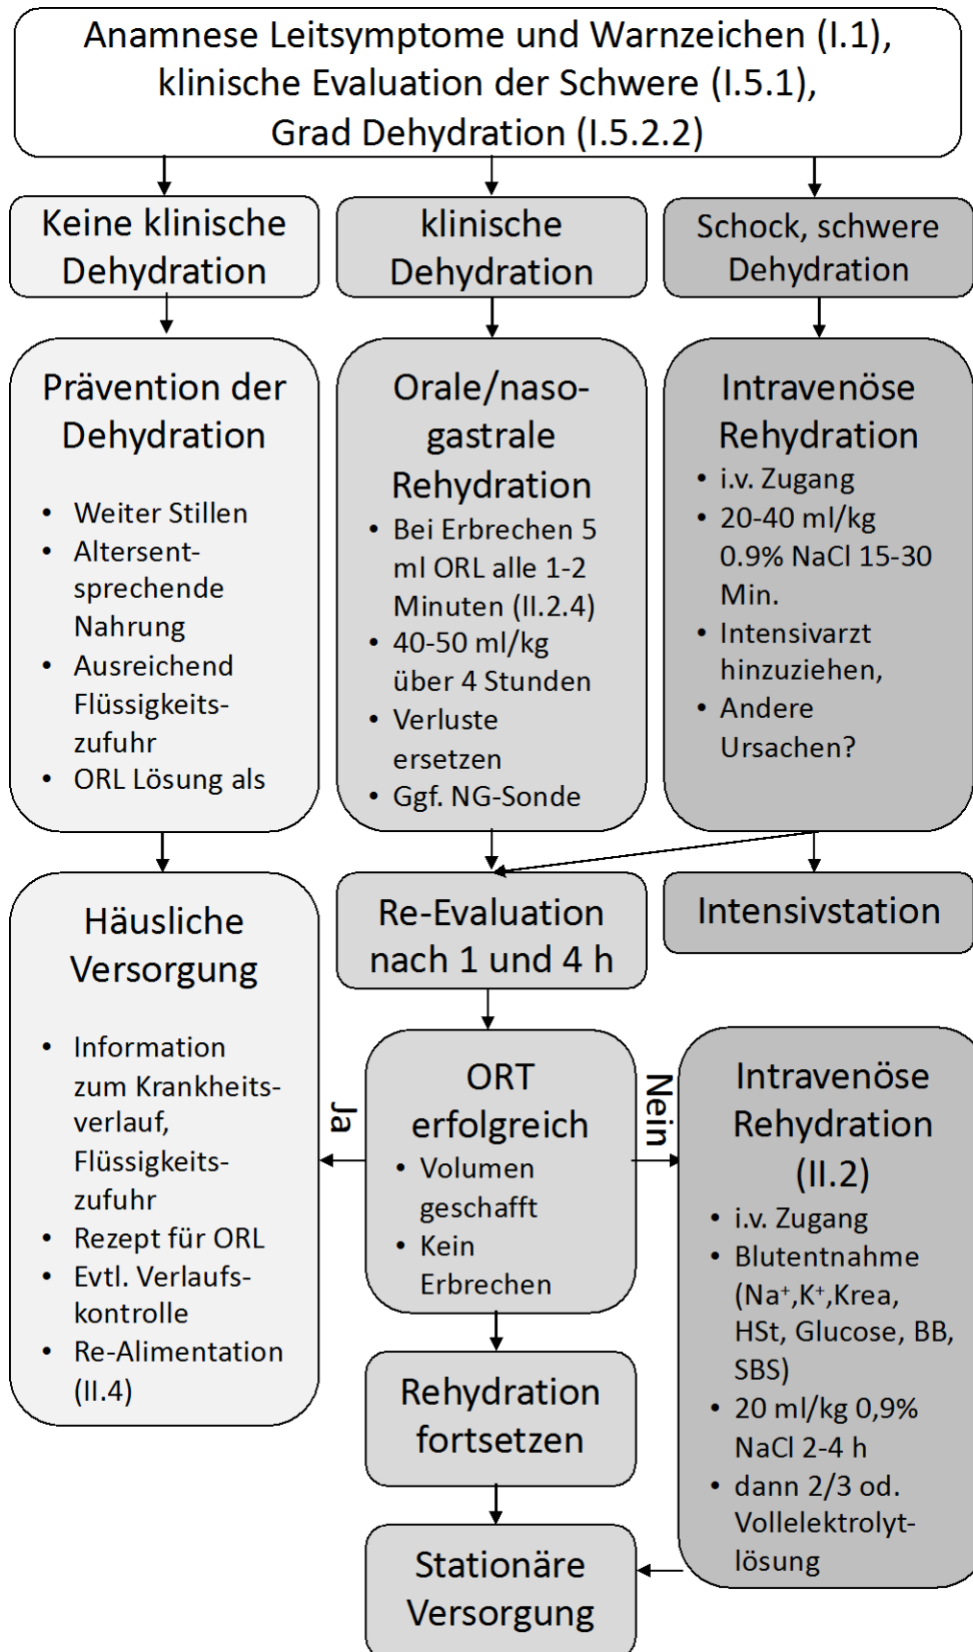 Anamnese Leitsymptome und Warnzeichen (I.1),
klinische Evaluation der Schwere (I.5.1),
Grad Dehydration (I.5.2.2)
Keine klinische
Dehydration
klinische
Dehydration
Schock, schwere
Dehydration
Prävention der
Dehydration
• Weiter Stillen
• Altersent-
sprechende
Nahrung
• Ausreichend
Flüssigkeits-
zufuhr
• ORL Lösung als
Orale/naso-
gastrale
Rehydration
• Bei Erbrechen 5
ml ORL alle 1-2
Minuten (II.2.4)
• 40-50 ml/kg
über 4 Stunden
• Verluste
ersetzen
• Ggf. NG-Sonde
Intravenöse
Rehydration
• i.v. Zugang
• 20-40 ml/kg
0.9% NaCl 15-30
Min.
• Intensivarzt
hinzuziehen,
• Andere
Ursachen?
Häusliche
Versorgung
• Information
zum Krankheits-
verlauf,
Flüssigkeits-
zufuhr
• Rezept für ORL
• Evtl. Verlaufs-
kontrolle
• Re-Alimentation
(II.4)
Re-Evaluation
nach 1 und 4 h
Intensivstation
Ja
ORT
erfolgreich
• Volumen
geschafft
• Kein
Erbrechen
Nein
Intravenöse
Rehydration
(II.2)
• i.v. Zugang
• Blutentnahme
(Na⁺,K⁺,Krea,
HSt, Glucose, BB,
SBS)
• 20 ml/kg 0,9%
NaCl 2-4 h
• dann 2/3 od.
Vollelektrolyt-
lösung
Rehydration
fortsetzen
Stationäre
Versorgung